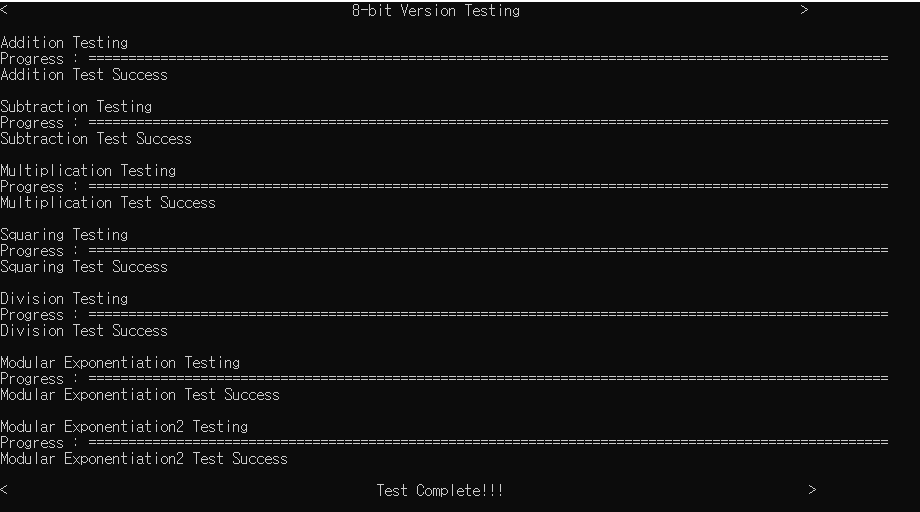 < 8-bit Version Testing >
Addition Testing
Progress : ====================================================================================================
Addition Test Success
Subtraction Testing
Progress : ====================================================================================================
Subtraction Test Success
Multiplication Testing
Progress : ====================================================================================================
Multiplication Test Success
Squaring Testing
Progress : ====================================================================================================
Squaring Test Success
Division Testing
Progress : ====================================================================================================
Division Test Success
Modular Exponentiation Testing
Progress : ====================================================================================================
Modular Exponentiation Test Success
Modular Exponentiation2 Testing
Progress : ====================================================================================================
Modular Exponentiation2 Test Success
< Test Complete!!! >